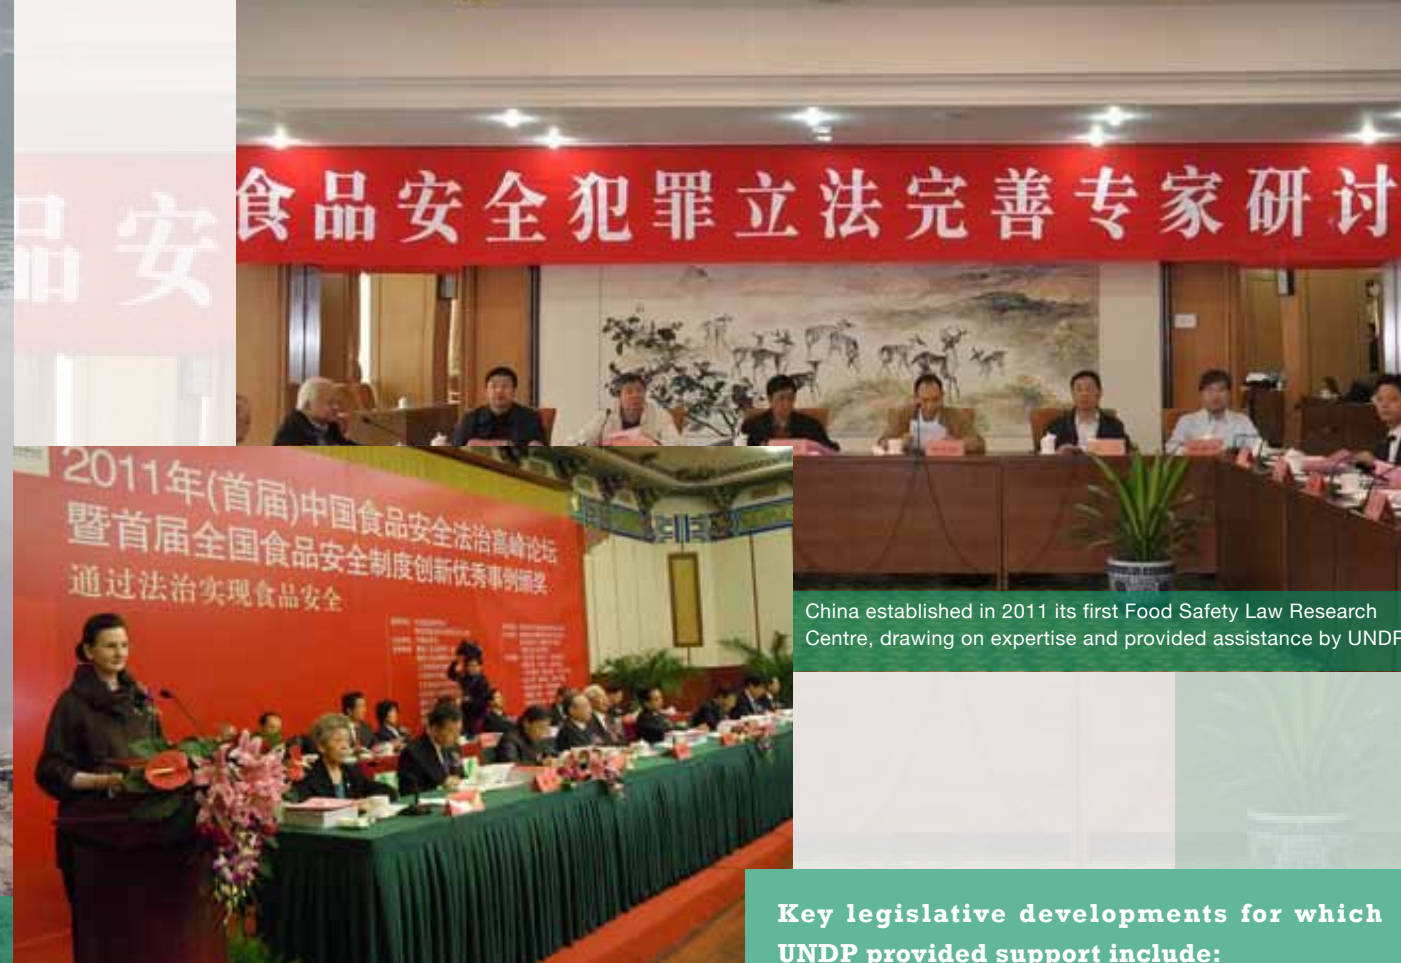 食品安全犯罪立法完善专家研讨
品安
2011年(首届)中国食品安全法治高峰论坛
暨首届全国食品安全制度创新优秀事例颁奖
通过法治实现食品安全
China established in 2011 its first Food Safety Law Research
Centre, drawing on expertise and provided assistance by UNDP
Key legislative developments for which
UNDP provided support include: